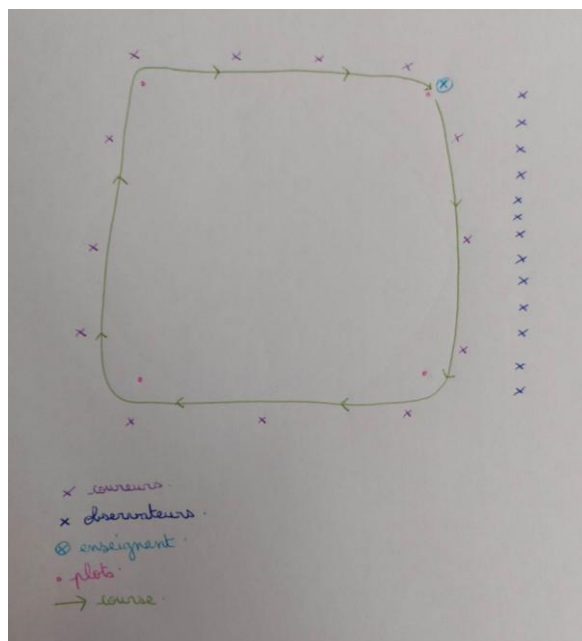 coureurs.
observateurs.
enseignant.
plots.
course.